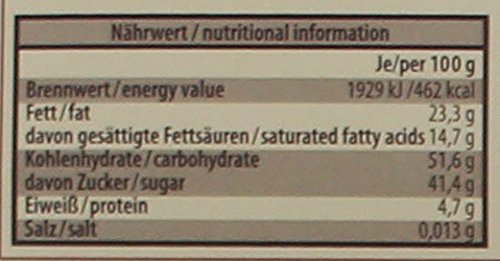 Nährwert / nutritional information
Je/per 100 g
Brennwert / energy value 1929 kJ /462 kcal
Fett / fat 23,3 g
davon gesättigte Fettsäuren / saturated fatty acids 14,7 g
Kohlenhydrate / carbohydrate 51,6 g
davon Zucker / sugar 41,4 g
Eiweiß / protein 4,7 g
Salz / salt 0,013 g